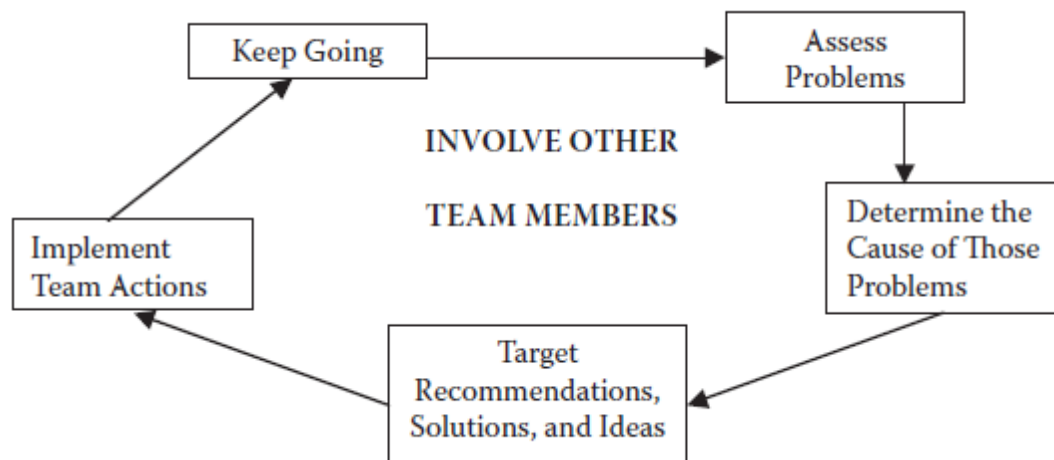 Keep Going
Assess
Problems
INVOLVE OTHER
TEAM MEMBERS
Determine the
Cause of Those
Problems
Implement
Team Actions
Target
Recommendations,
Solutions, and Ideas